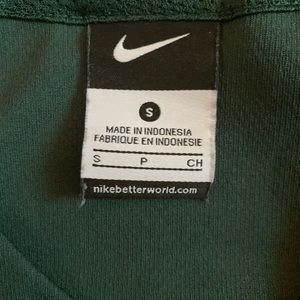 S
MADE IN INDONESIA
FABRIQUE EN INDONESIE
S P CH
nikebetterworld.com